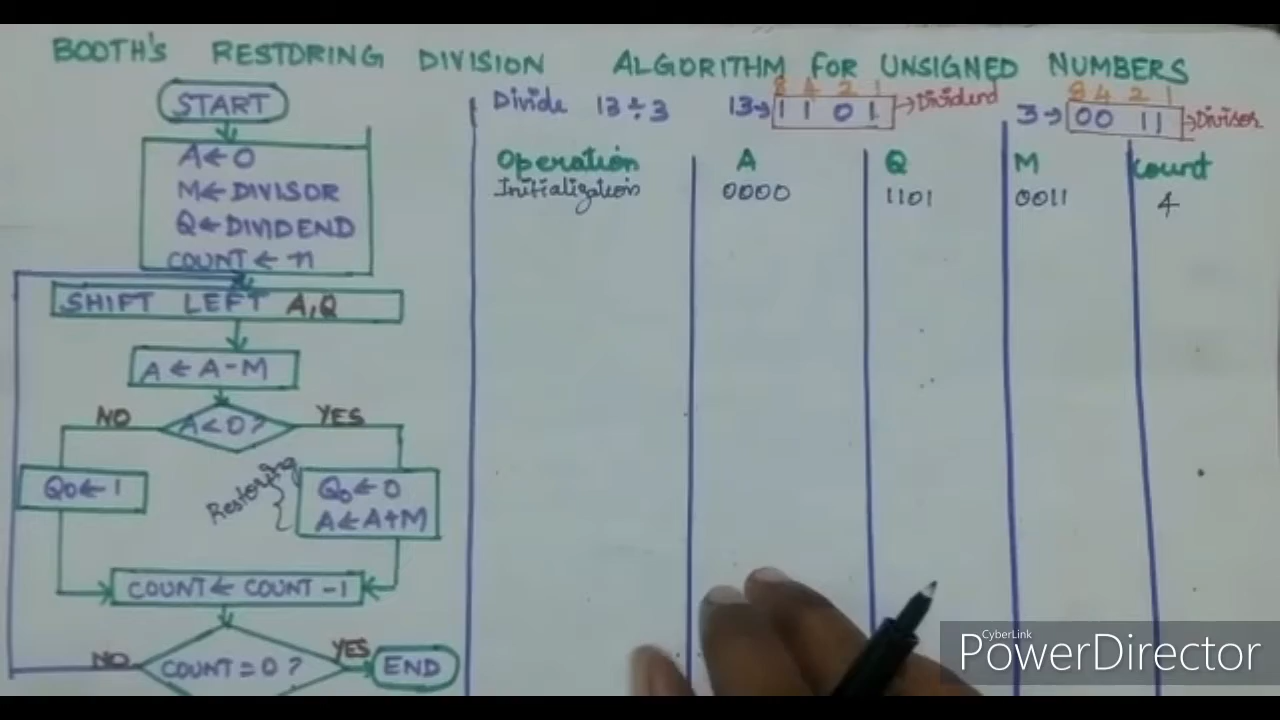 BOOTH'S RESTORING DIVISION ALGORITHM FOR UNSIGNED NUMBERS
START
A ← 0
M ← DIVISOR
Q ← DIVIDEND
COUNT ← n
SHIFT LEFT A,Q
A ← A - M
A < 0 ?
NO
YES
Q0 ← 1
Restoring
Q0 ← 0
A ← A + M
COUNT ← COUNT - 1
COUNT = 0 ?
NO
YES
END
Divide 13 ÷ 3
8 4 2 1
13 → 1 1 0 1 → Dividend
8 4 2 1
3 → 00 11 → Divisor
Operation A Q M Count
Initialization 0000 1101 0011 4
CyberLink
PowerDirector